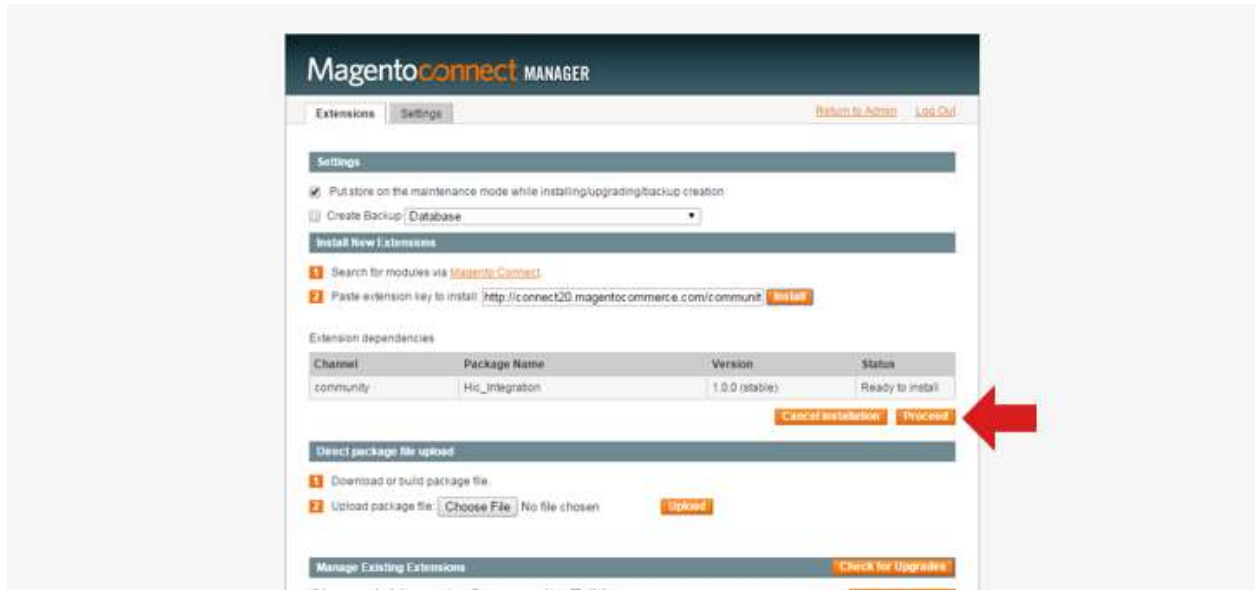 Magentoconnect MANAGER
Extensions Settings Return to Admin Log Out
Settings
Put store on the maintenance mode while installing/upgrading/backup creation
Create Backup Database
Install New Extensions
1 Search for modules via Magento Connect.
2 Paste extension key to install: http://connect20.magentocommerce.com/communit Install
Extension dependencies
Channel Package Name Version Status
community Hic_Integration 1.0.0 (stable) Ready to install
Cancel Installation Proceed
Direct package file upload
1 Download or build package file.
2 Upload package file: Choose File No file chosen Upload
Manage Existing Extensions Check for Upgrades